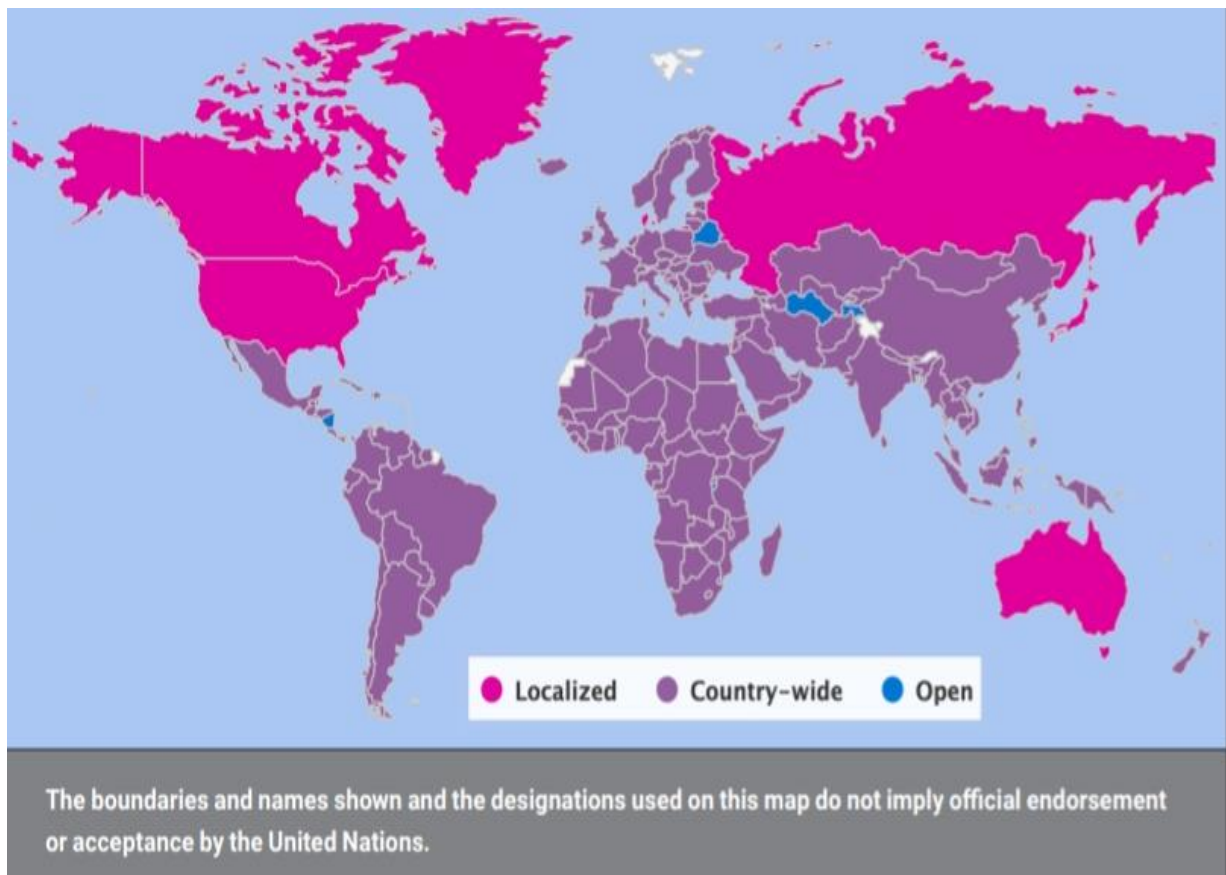 Localized Country-wide Open
The boundaries and names shown and the designations used on this map do not imply official endorsement
or acceptance by the United Nations.